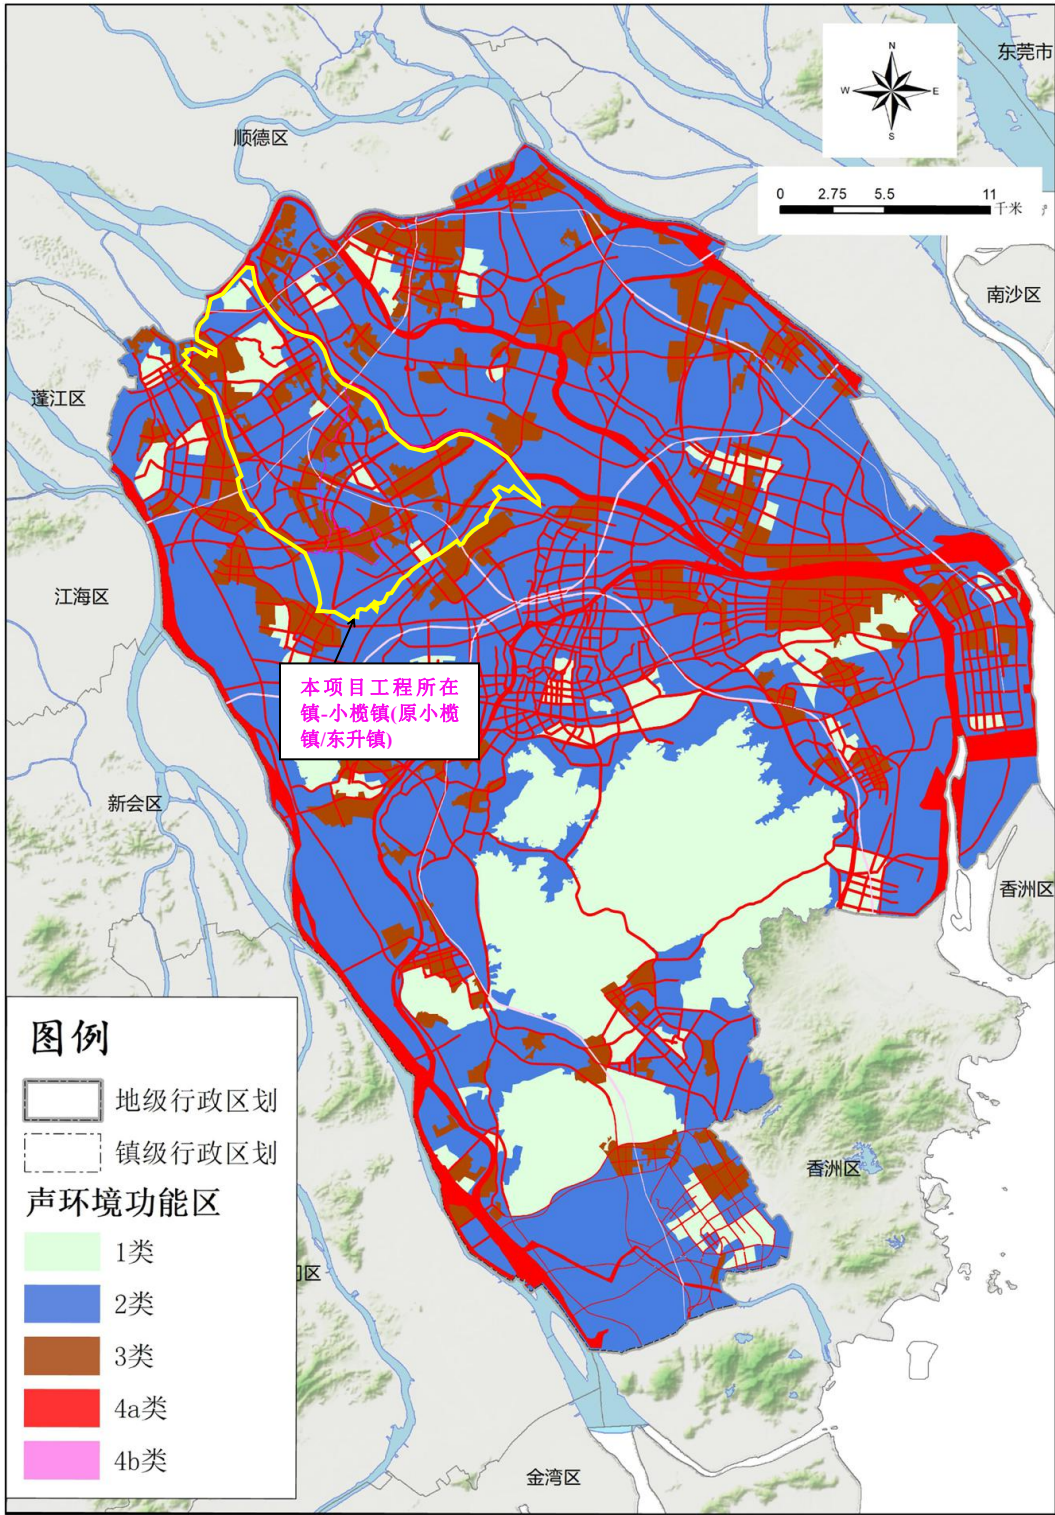 东莞市
N
W
E
S
顺德区
0 2.75 5.5 11
千米
南沙区
蓬江区
江海区
本项目工程所在
镇-小榄镇(原小榄
镇/东升镇)
新会区
香洲区
图例
地级行政区划
镇级行政区划
声环境功能区
1类
2类
3类
4a类
4b类
香洲区
区
金湾区